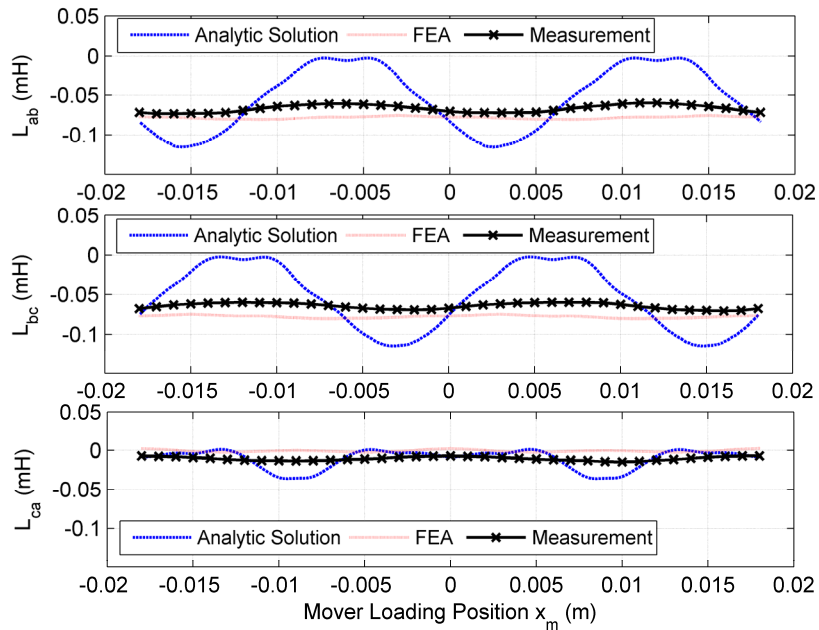 0.05
Analytic Solution FEA Measurement
0
-0.05
-0.1
L_ab (mH)
-0.02 -0.015 -0.01 -0.005 0 0.005 0.01 0.015 0.02
0.05
Analytic Solution FEA Measurement
0
-0.05
-0.1
L_bc (mH)
-0.02 -0.015 -0.01 -0.005 0 0.005 0.01 0.015 0.02
0.05
0
-0.05
-0.1
L_ca (mH)
Analytic Solution FEA Measurement
-0.02 -0.015 -0.01 -0.005 0 0.005 0.01 0.015 0.02
Mover Loading Position x_m (m)